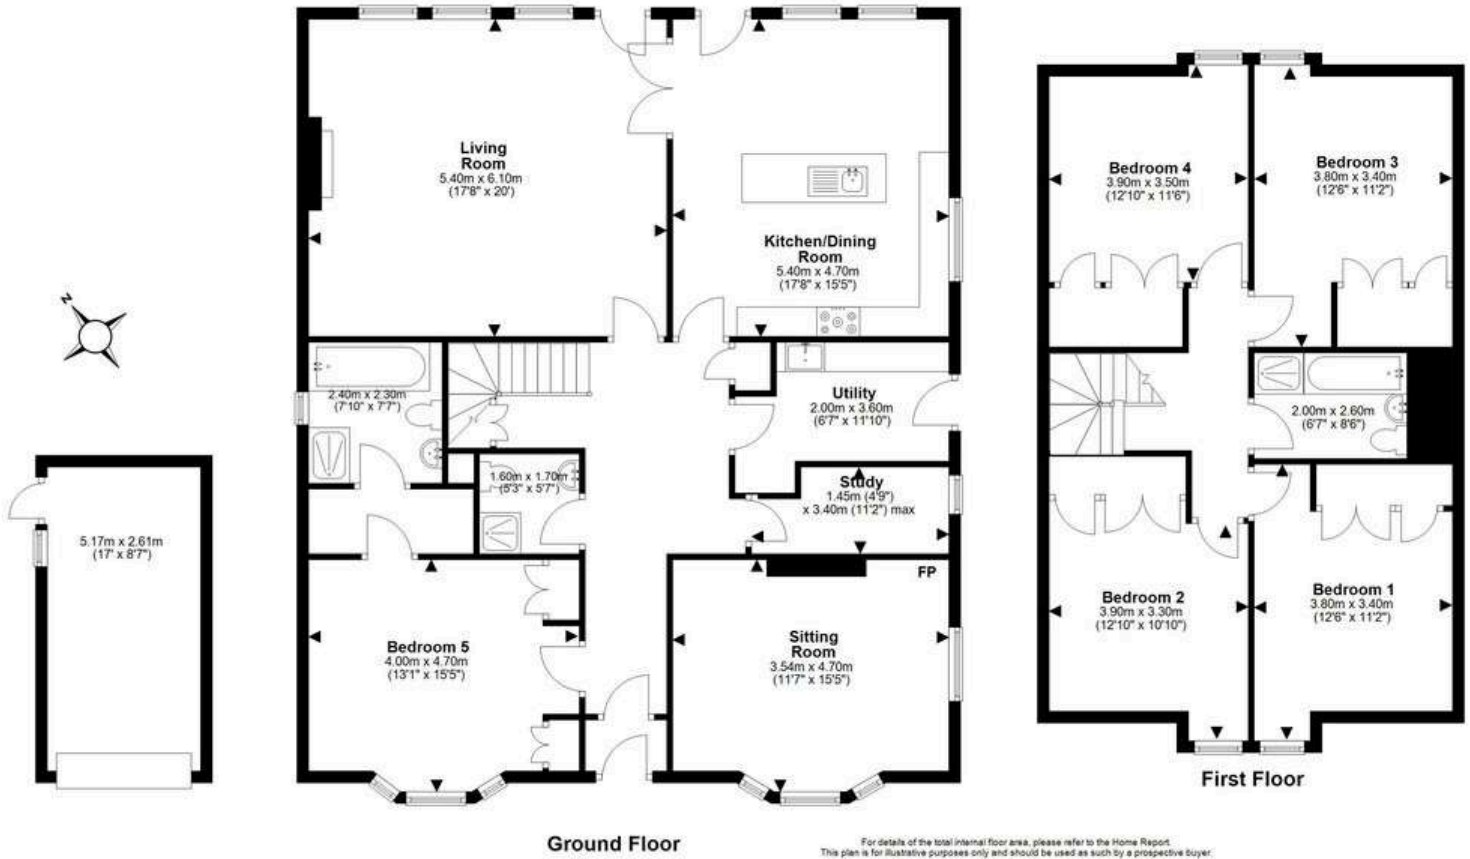 Living
Room
5.40m x 6.10m
(17'8" x 20')
Kitchen/Dining
Room
5.40m x 4.70m
(17'8" x 15'5")
N
2.40m x 2.30m
(7'10" x 7'7")
Utility
2.00m x 3.60m
(6'7" x 11'10")
1.60m x 1.70m
(5'3" x 5'7")
Study
1.45m (4'9")
x 3.40m (11'2") max
5.17m x 2.61m
(17' x 8'7")
FP
Bedroom 5
4.00m x 4.70m
(13'1" x 15'5")
Sitting
Room
3.54m x 4.70m
(11'7" x 15'5")
Ground Floor
Bedroom 4
3.90m x 3.50m
(12'10" x 11'6")
Bedroom 3
3.80m x 3.40m
(12'6" x 11'2")
2.00m x 2.60m
(6'7" x 8'6")
Bedroom 2
3.90m x 3.30m
(12'10" x 10'10")
Bedroom 1
3.80m x 3.40m
(12'6" x 11'2")
First Floor
For details of the total internal floor area, please refer to the Home Report.
This plan is for illustrative purposes only and should be used as such by a prospective buyer.